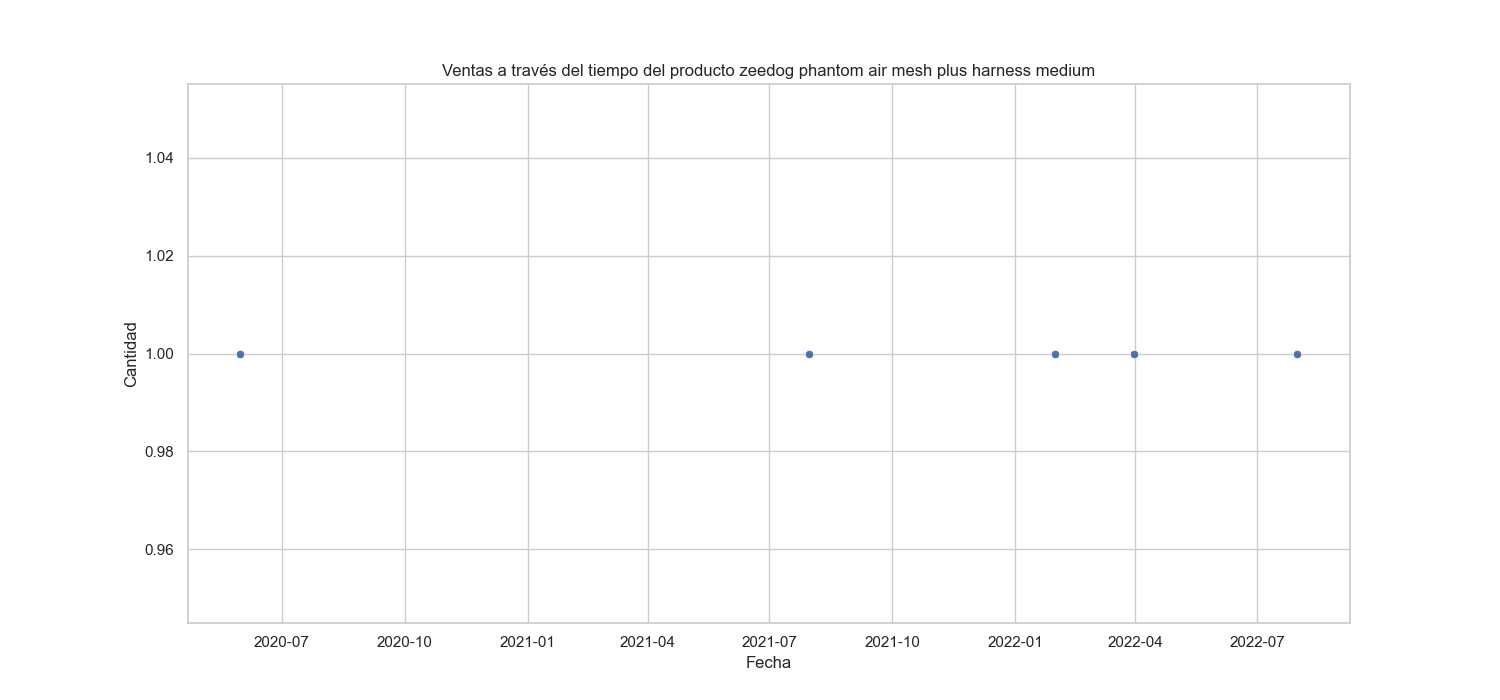 Ventas a través del tiempo del producto zeedog phantom air mesh plus harness medium
1.04
1.02
1.00
0.98
0.96
Cantidad
2020-07 2020-10 2021-01 2021-04 2021-07 2021-10 2022-01 2022-04 2022-07
Fecha